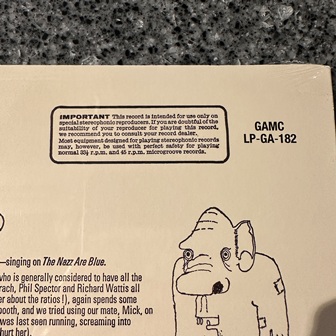 IMPORTANT This record is intended for use only on
special stereophonic reproducers. If you are doubtful of the
suitability of your reproducer for playing this record,
we recommend you to consult your record dealer.
Most equipment designed for playing stereophonic records
may, however, be used with perfect safety for playing
normal 33⅓ r.p.m. and 45 r.p.m. microgroove records.
GAMC
LP-GA-182
—singing on The Nazz Are Blue.
who is generally considered to have all the
rach, Phil Spector and Richard Wattis all
er about the ratios!), again spends some
ooth, and we tried using our mate, Mick, on
was last seen running, screaming into
hurt her).